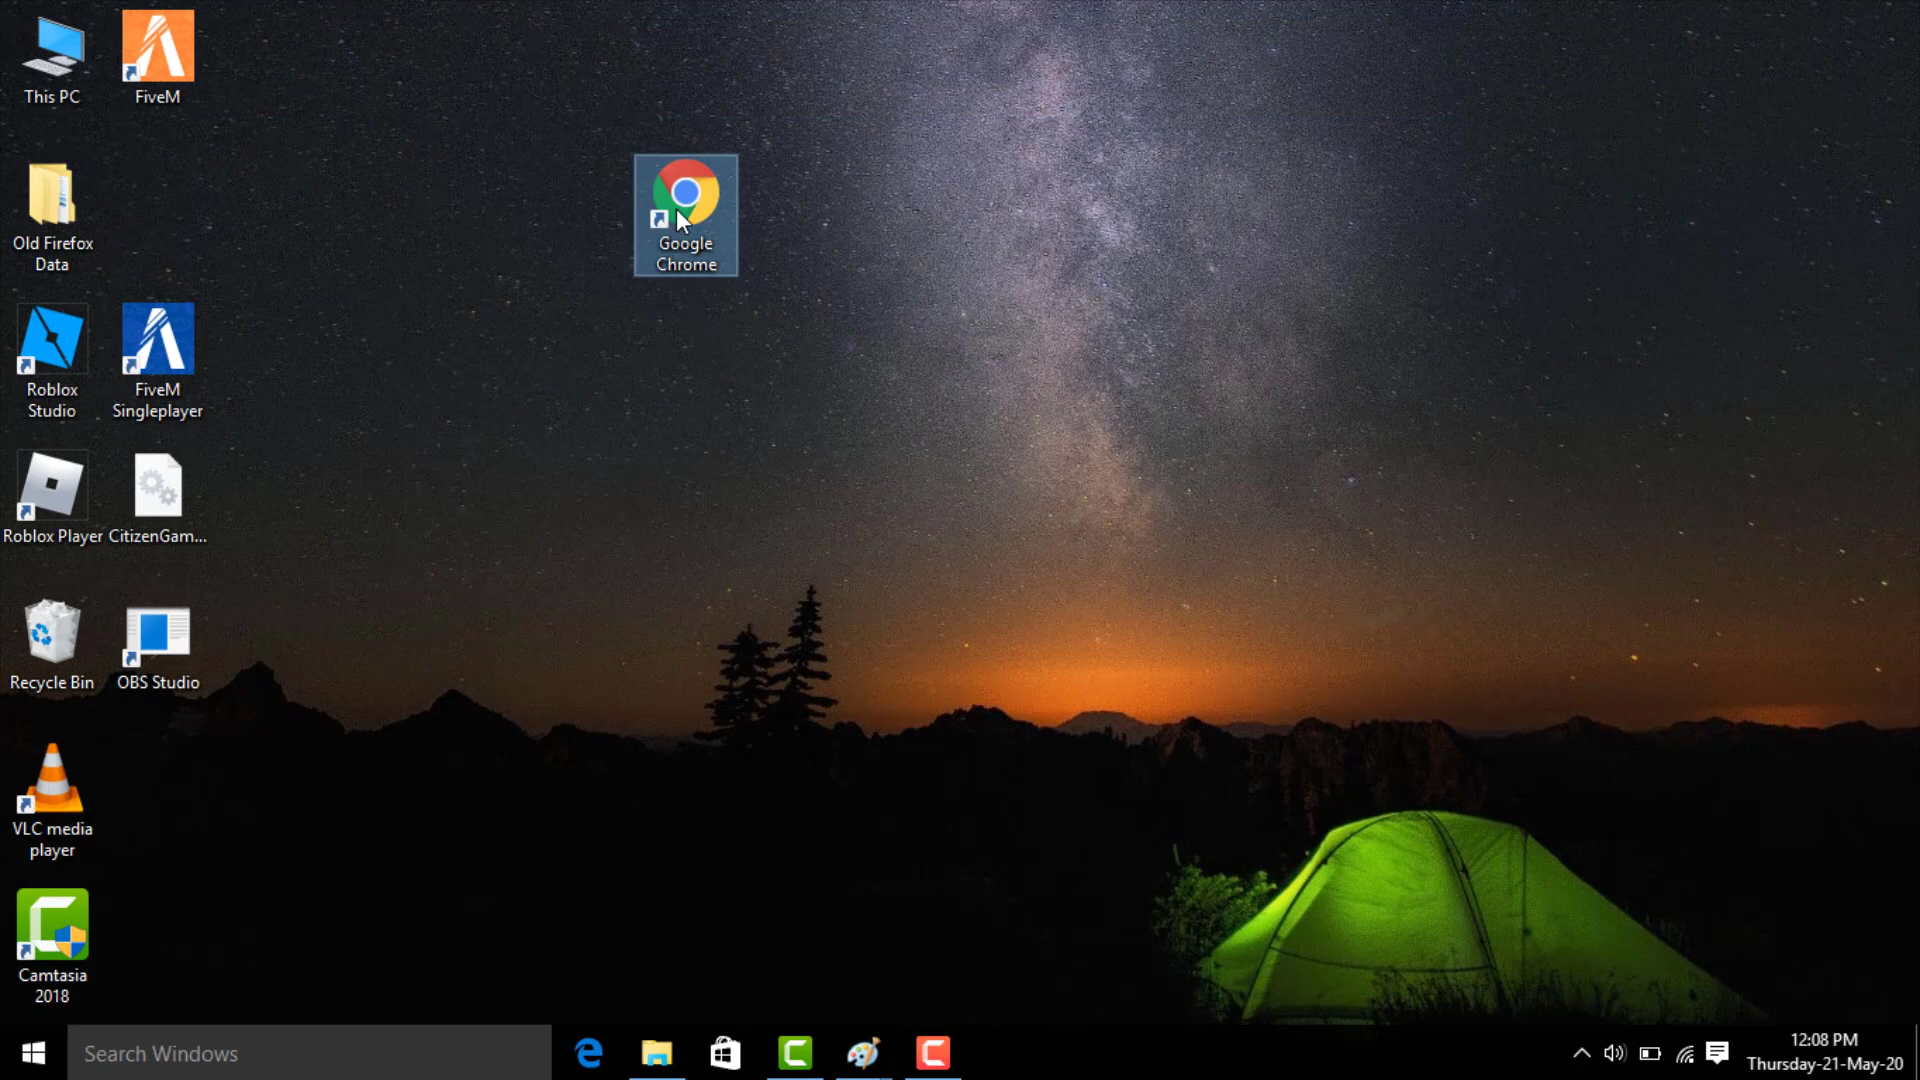 This PC
FiveM
Google
Chrome
Old Firefox
Data
Roblox
Studio
FiveM
Singleplayer
Roblox Player
CitizenGam...
Recycle Bin
OBS Studio
VLC media
player
Camtasia
2018
Search Windows
12:08 PM
Thursday-21-May-20